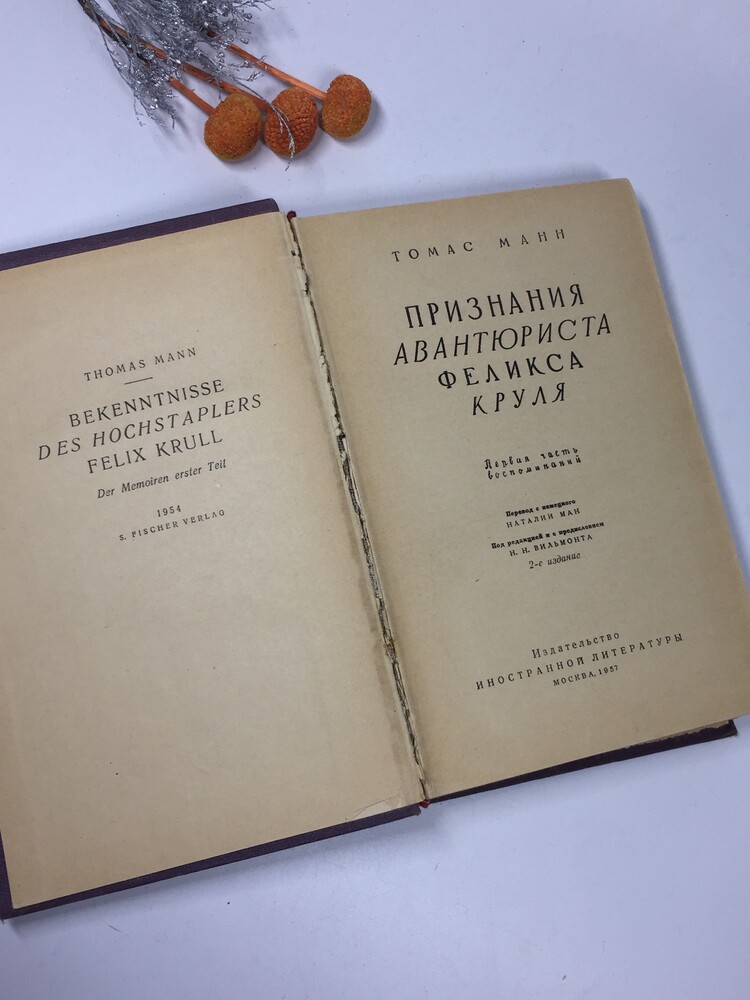 THOMAS MANN
BEKENNTNISSE
DES HOCHSTAPLERS
FELIX KRULL
Der Memoiren erster Teil
1954
S. FISCHER VERLAG
ТОМАС МАНН
ПРИЗНАНИЯ
АВАНТЮРИСТА
ФЕЛИКСА
КРУЛЯ
Первая часть
воспоминаний
Перевод с немецкого
НАТАЛИИ МАН
Под редакцией и с предисловием
Н. Н. ВИЛЬМОНТА
2-е издание
Издательство
ИНОСТРАННОЙ ЛИТЕРАТУРЫ
МОСКВА, 1957